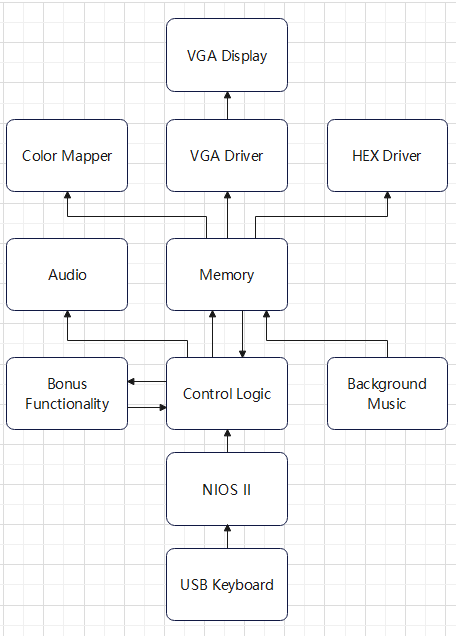 VGA Display
Color Mapper
VGA Driver
HEX Driver
Audio
Memory
Bonus
Functionality
Control Logic
Background
Music
NIOS II
USB Keyboard